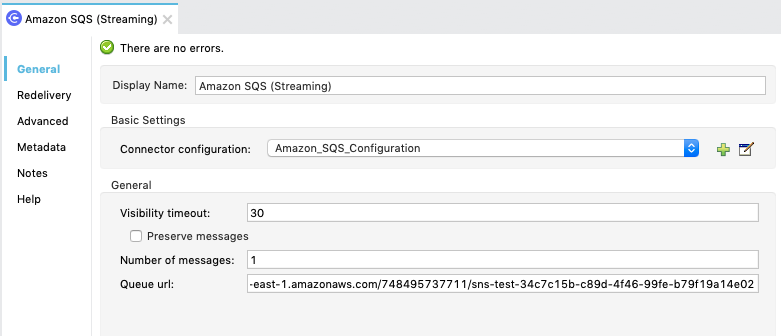 Amazon SQS (Streaming)
There are no errors.
General
Redelivery
Advanced
Metadata
Notes
Help
Display Name: Amazon SQS (Streaming)
Basic Settings
Connector configuration: Amazon_SQS_Configuration
General
Visibility timeout: 30
Preserve messages
Number of messages: 1
Queue url: -east-1.amazonaws.com/748495737711/sns-test-34c7c15b-c89d-4f46-99fe-b79f19a14e02